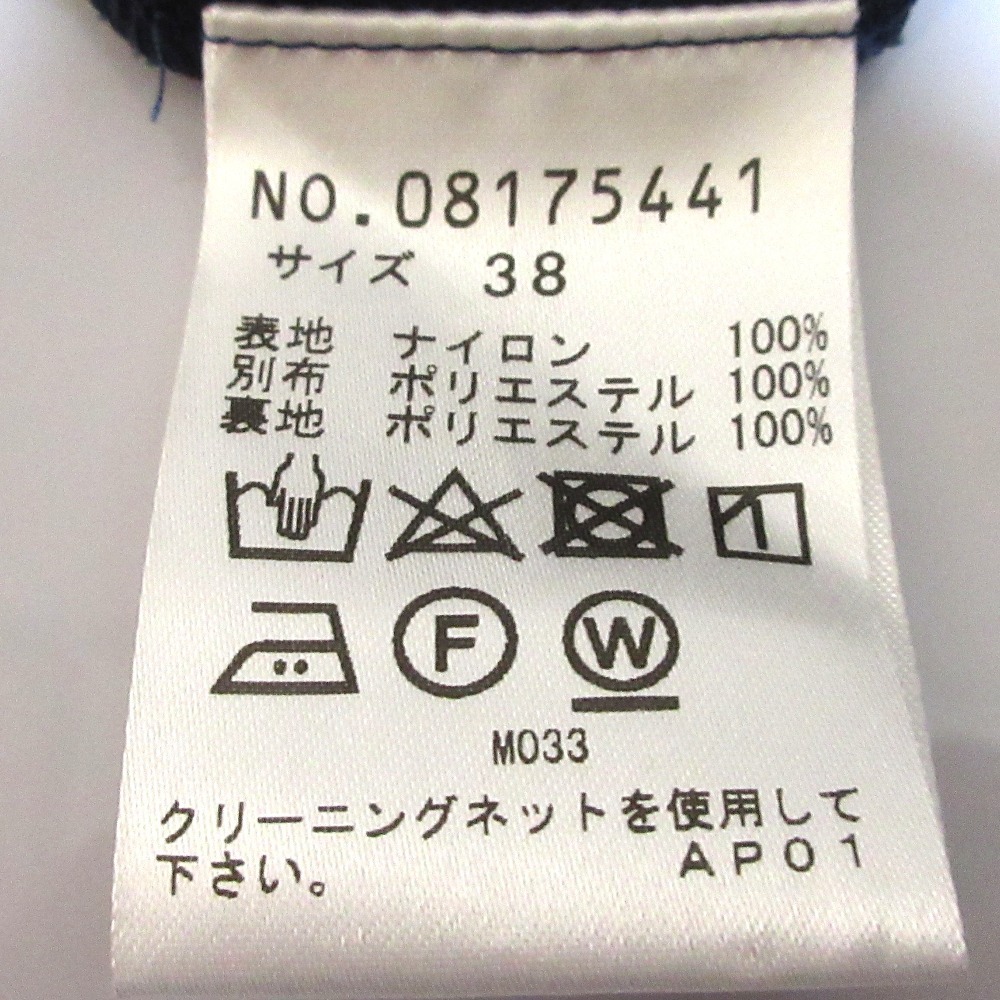 NO.08175441
サイズ 38
表地 ナイロン 100%
別布 ポリエステル 100%
裏地 ポリエステル 100%
1
F W
M033
クリーニングネットを使用して
下さい。 AP01